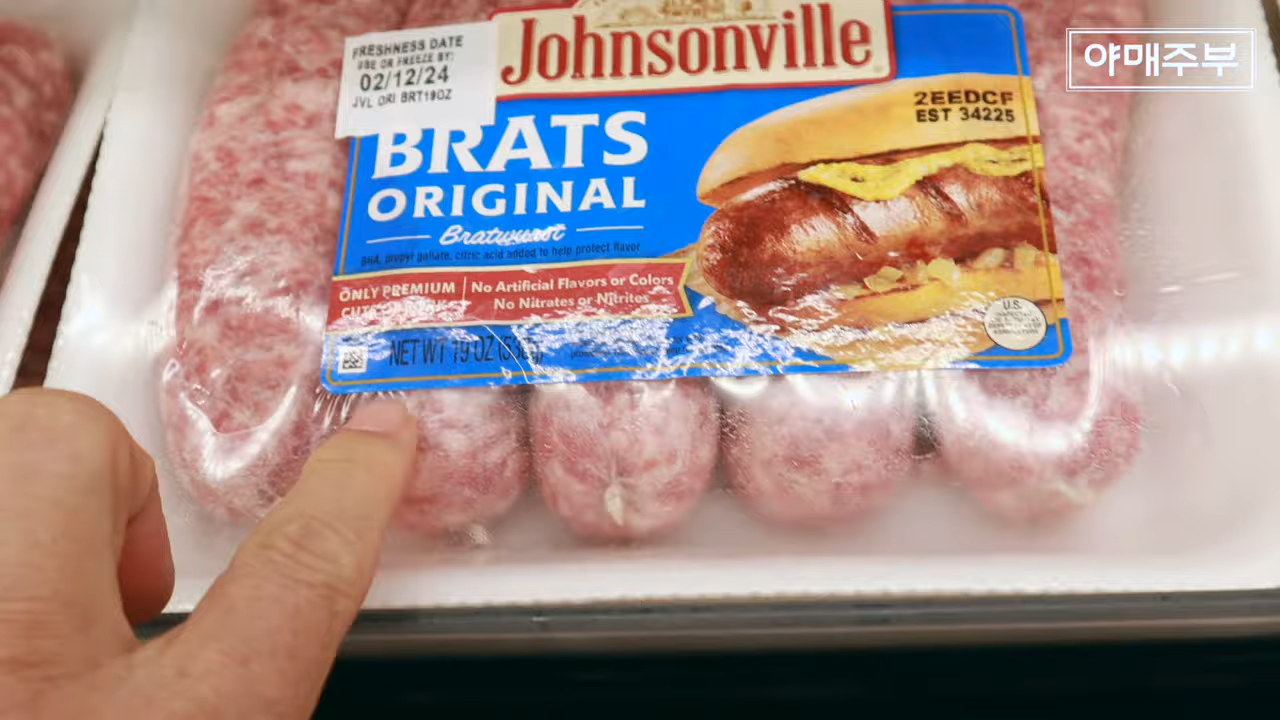 야매주부
Johnsonville
FRESHNESS DATE
USE OR FREEZE BY:
02/12/24
JVL ORI BRT19OZ
2EEDCF
EST 34225
BRATS
ORIGINAL
Bratwurst
BHA, propyl gallate, citric acid added to help protect flavor
ONLY PREMIUM
No Artificial Flavors or Colors
No Nitrates or Nitrites
NET WT 19 OZ
U.S.